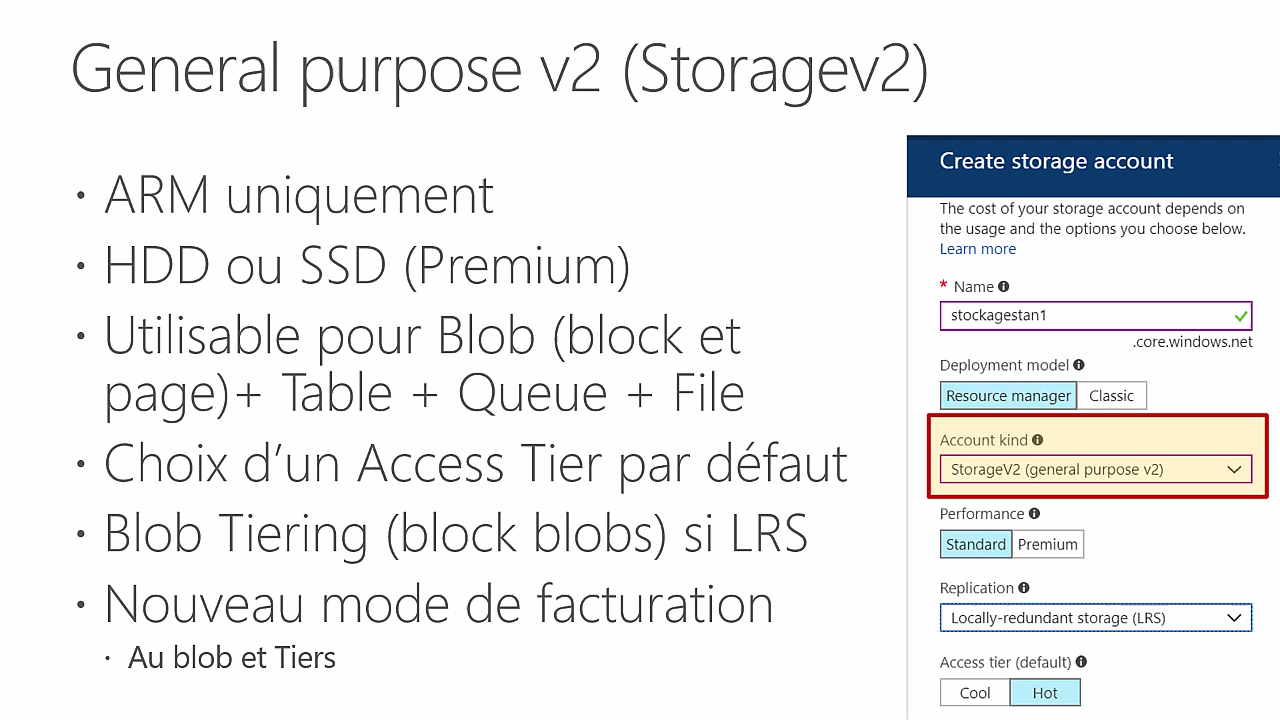 General purpose v2 (Storagev2)
• ARM uniquement
• HDD ou SSD (Premium)
• Utilisable pour Blob (block et
page)+ Table + Queue + File
• Choix d'un Access Tier par défaut
• Blob Tiering (block blobs) si LRS
• Nouveau mode de facturation
• Au blob et Tiers
Create storage account
The cost of your storage account depends on
the usage and the options you choose below.
Learn more
* Name
stockagestan1
.core.windows.net
Deployment model
Resource manager Classic
Account kind
StorageV2 (general purpose v2)
Performance
Standard Premium
Replication
Locally-redundant storage (LRS)
Access tier (default)
Cool Hot